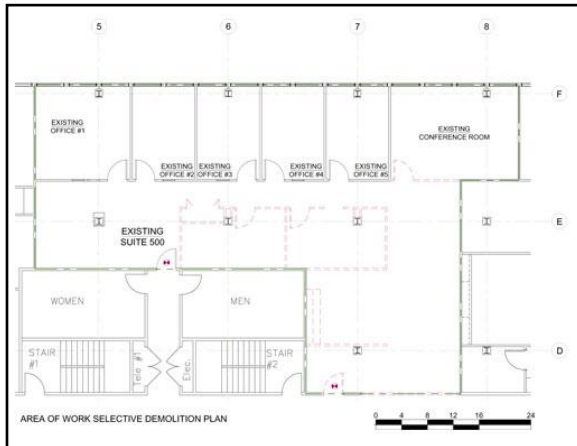 5
6
7
8
F
EXISTING
OFFICE #1
EXISTING
OFFICE #2
EXISTING
OFFICE #3
EXISTING
OFFICE #4
EXISTING
OFFICE #5
EXISTING
CONFERENCE ROOM
E
EXISTING
SUITE 500
WOMEN
MEN
STAIR
#1
Tele #1
Elec.
STAIR
#2
D
AREA OF WORK SELECTIVE DEMOLITION PLAN
0 4 8 12 16 24